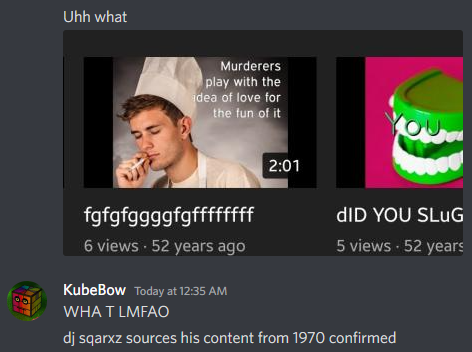 Uhh what
Murderers
play with the
idea of love for
the fun of it
2:01
YOU
fgfgfggggfgffffffff
dID YOU SLuG
6 views · 52 years ago
5 views · 52 years
KubeBow Today at 12:35 AM
WHA T LMFAO
dj sqarxz sources his content from 1970 confirmed